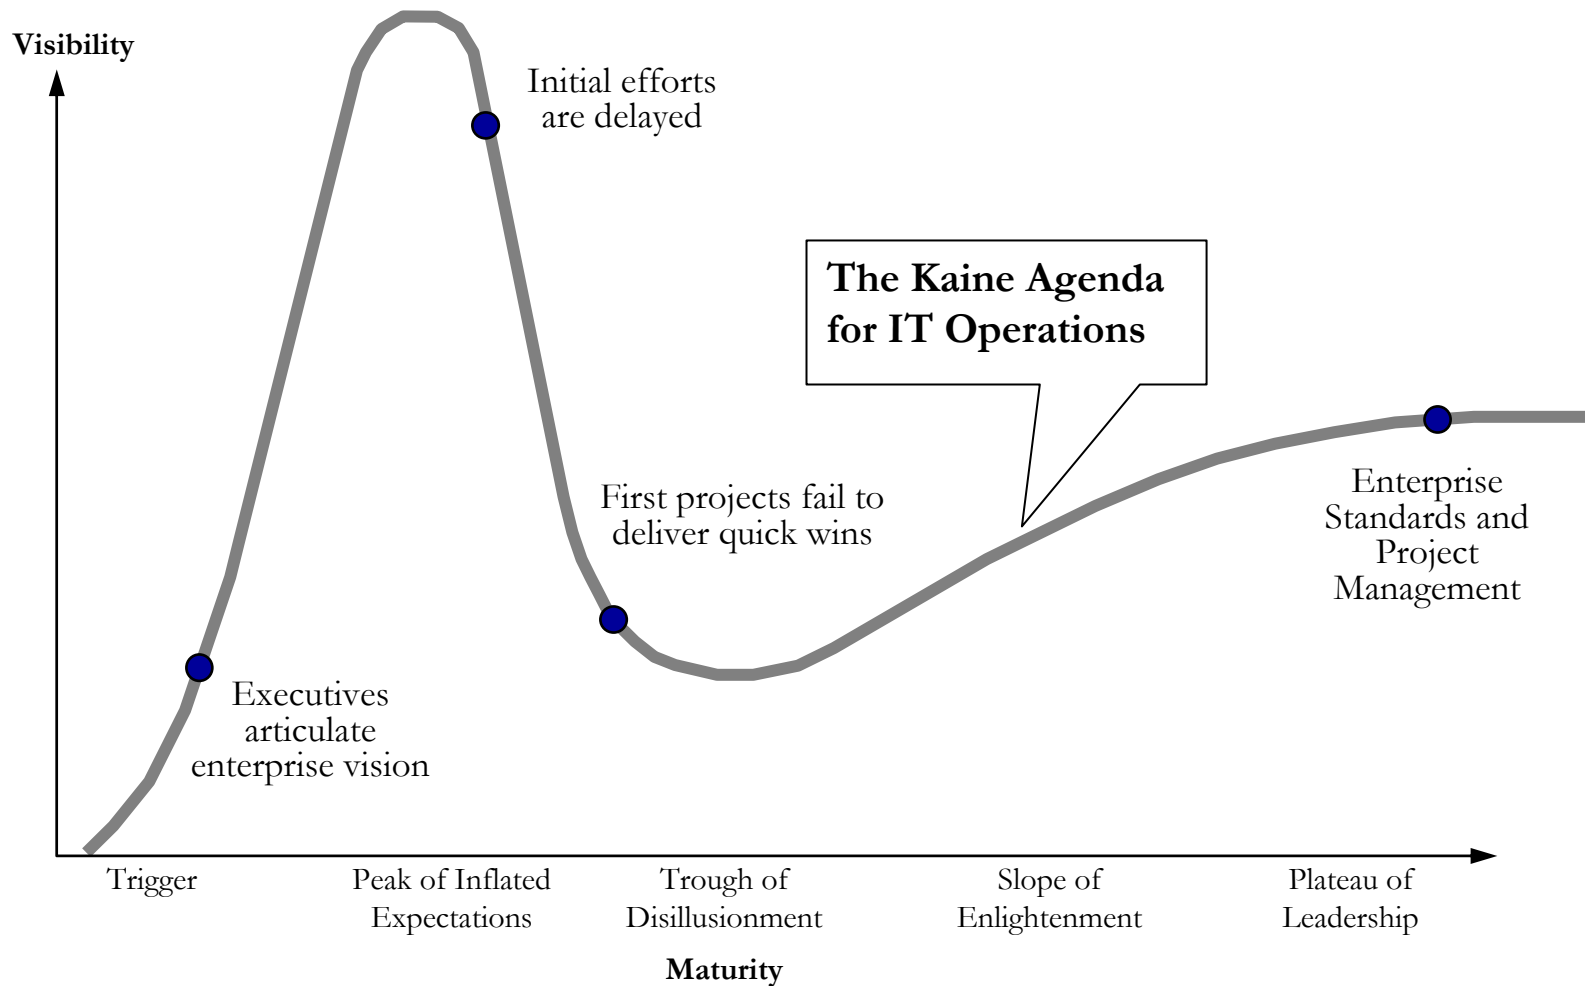 Visibility
Initial efforts
are delayed
The Kaine Agenda
for IT Operations
First projects fail to
deliver quick wins
Enterprise
Standards and
Project
Management
Executives
articulate
enterprise vision
Trigger
Peak of Inflated
Expectations
Trough of
Disillusionment
Slope of
Enlightenment
Plateau of
Leadership
Maturity